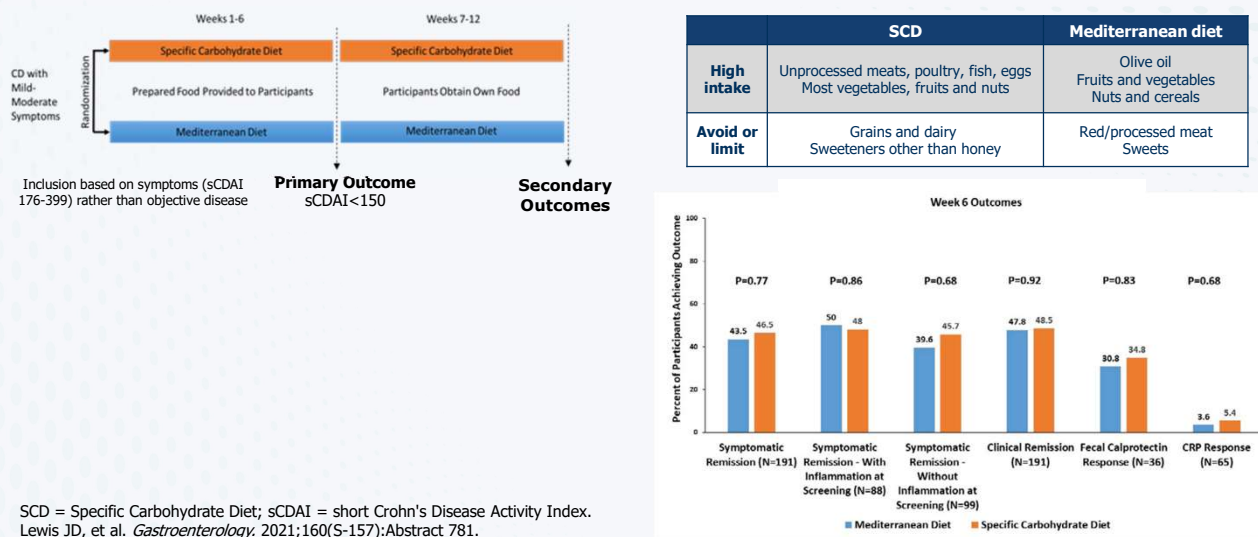 Weeks 1-6
Weeks 7-12
CD with
Mild-
Moderate
Symptoms
Randomization
Specific Carbohydrate Diet
Specific Carbohydrate Diet
Prepared Food Provided to Participants
Participants Obtain Own Food
Mediterranean Diet
Mediterranean Diet
Inclusion based on symptoms (sCDAI
176-399) rather than objective disease
Primary Outcome
sCDAI<150
Secondary
Outcomes
SCD
Mediterranean diet
High
intake
Unprocessed meats, poultry, fish, eggs
Most vegetables, fruits and nuts
Olive oil
Fruits and vegetables
Nuts and cereals
Avoid or
limit
Grains and dairy
Sweeteners other than honey
Red/processed meat
Sweets
Week 6 Outcomes
Percent of Participants Achieving Outcome
100
80
60
40
20
0
P=0.77
P=0.86
P=0.68
P=0.92
P=0.83
P=0.68
43.5
46.5
50
48
39.6
45.7
47.8
48.5
30.8
34.8
3.6
5.4
Symptomatic
Remission (N=191)
Symptomatic
Remission - With
Inflammation at
Screening (N=88)
Symptomatic
Remission -
Without
Inflammation at
Screening (N=99)
Clinical Remission
(N=191)
Fecal Calprotectin
Response (N=36)
CRP Response
(N=65)
Mediterranean Diet
Specific Carbohydrate Diet
SCD = Specific Carbohydrate Diet; sCDAI = short Crohn's Disease Activity Index.
Lewis JD, et al. Gastroenterology. 2021;160(S-157):Abstract 781.